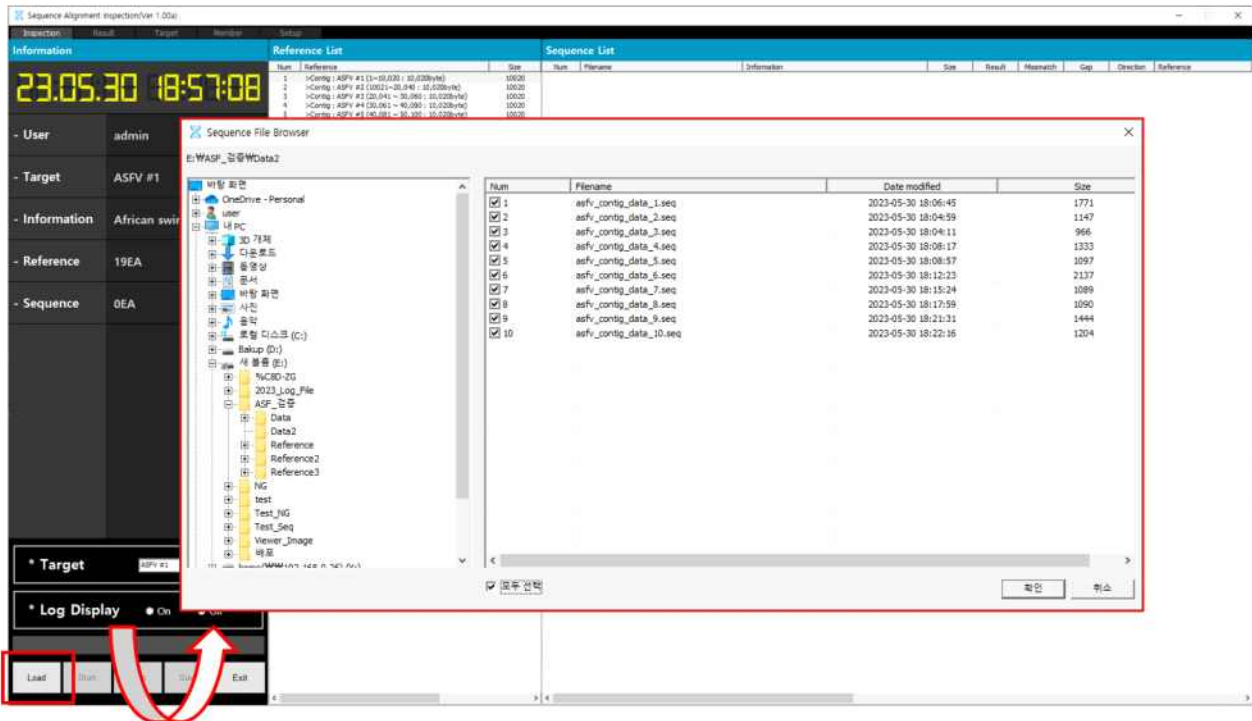 Sequence Alignment Inspection(Ver 1.00a)
Inspection Result Target Member Setup
Information
Reference List
Sequence List
23.05.30 18:57:08
Num Reference Size
1 >Contig : ASFV #1 (1~10,020 : 10,020byte) 10020
2 >Contig : ASFV #2 (10021~20,040 : 10,020byte) 10020
3 >Contig : ASFV #3 (20,041 ~ 30,060 : 10,020byte) 10020
4 >Contig : ASFV #4 (30,061 ~ 40,080 : 10,020byte) 10020
5 >Contig : ASFV #5 (40,081 ~ 50,100 : 10,020byte) 10020
Num Filename Information Size Result Mismatch Gap Direction Reference
- User admin
- Target ASFV #1
- Information African swin
- Reference 19EA
- Sequence 0EA
Sequence File Browser
E:₩ASF_검증₩Data2
바탕 화면
OneDrive - Personal
user
내 PC
3D 개체
다운로드
동영상
문서
바탕 화면
사진
음악
로컬 디스크 (C:)
Bakup (D:)
새 볼륨 (E:)
%C8D-ZG
2023_Log_File
ASF_검증
Data
Data2
Reference
Reference2
Reference3
NG
test
Test_NG
Test_Seq
Viewer_Image
배포
Num Filename Date modified Size
1 asfv_contig_data_1.seq 2023-05-30 18:06:45 1771
2 asfv_contig_data_2.seq 2023-05-30 18:04:59 1147
3 asfv_contig_data_3.seq 2023-05-30 18:04:11 966
4 asfv_contig_data_4.seq 2023-05-30 18:08:17 1333
5 asfv_contig_data_5.seq 2023-05-30 18:08:57 1097
6 asfv_contig_data_6.seq 2023-05-30 18:12:23 2137
7 asfv_contig_data_7.seq 2023-05-30 18:15:24 1089
8 asfv_contig_data_8.seq 2023-05-30 18:17:59 1090
9 asfv_contig_data_9.seq 2023-05-30 18:21:31 1444
10 asfv_contig_data_10.seq 2023-05-30 18:22:16 1204
모두 선택
확인 취소
* Target ASFV #1
* Log Display On Off
Load Exit